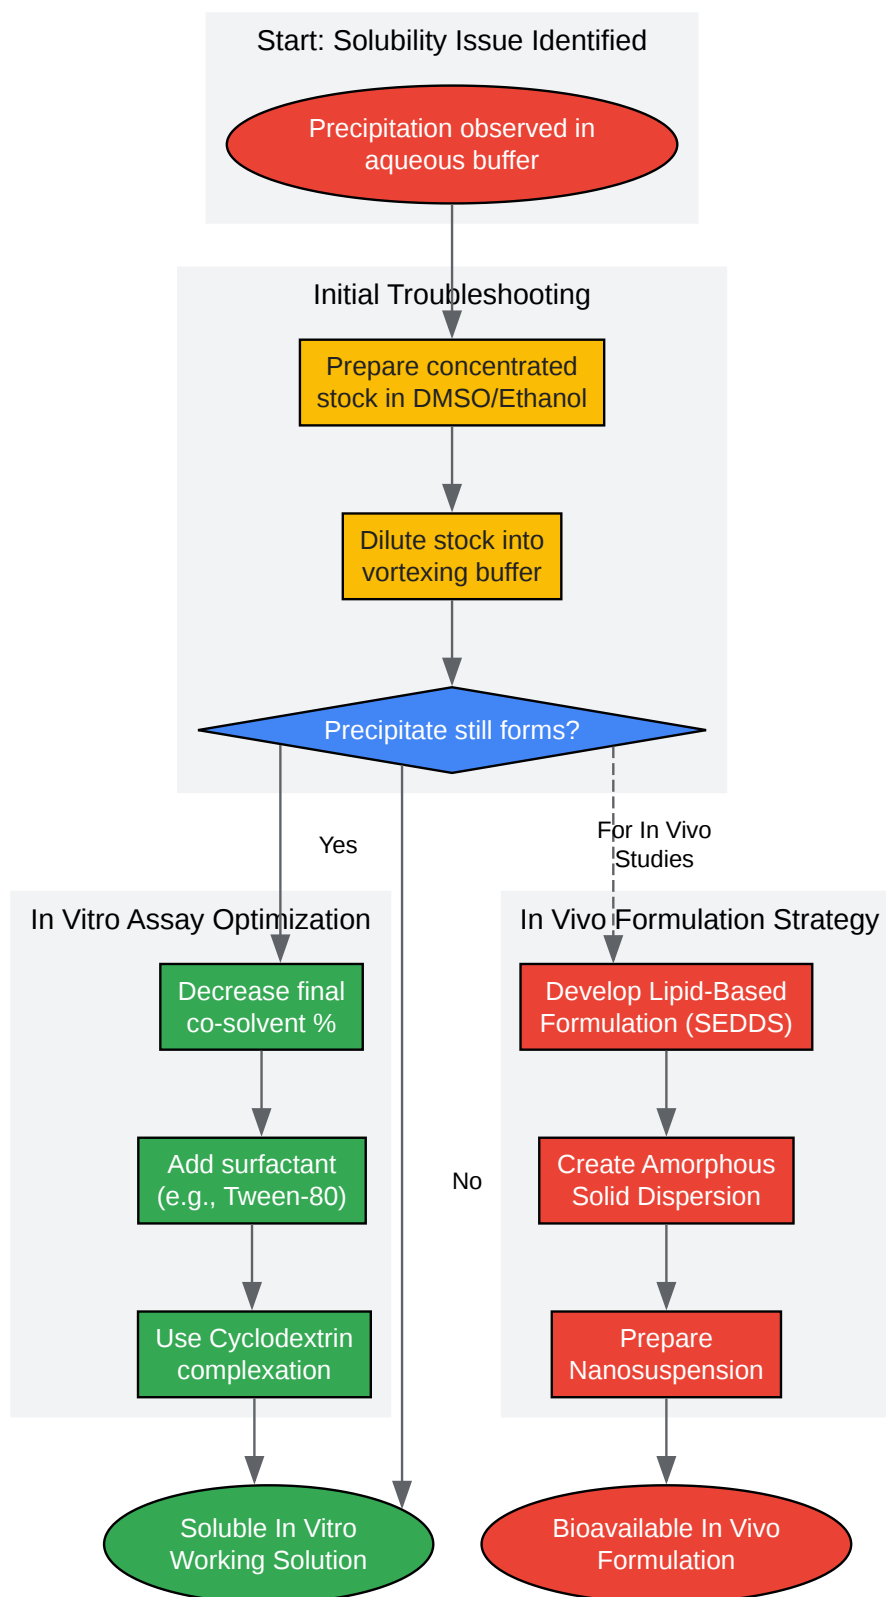 Start: Solubility Issue Identified
Precipitation observed in
aqueous buffer
Initial Troubleshooting
Prepare concentrated
stock in DMSO/Ethanol
Dilute stock into
vortexing buffer
Precipitate still forms?
Yes
For In Vivo
Studies
In Vitro Assay Optimization
Decrease final
co-solvent %
Add surfactant
(e.g., Tween-80)
Use Cyclodextrin
complexation
No
In Vivo Formulation Strategy
Develop Lipid-Based
Formulation (SEDDS)
Create Amorphous
Solid Dispersion
Prepare
Nanosuspension
Soluble In Vitro
Working Solution
Bioavailable In Vivo
Formulation